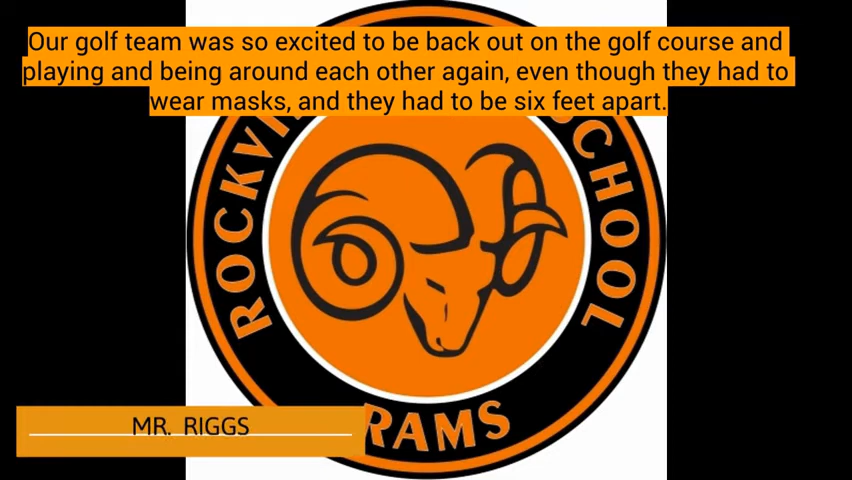 Our golf team was so excited to be back out on the golf course and
playing and being around each other again, even though they had to
wear masks, and they had to be six feet apart.
SCHOOL
RAMS
MR. RIGGS